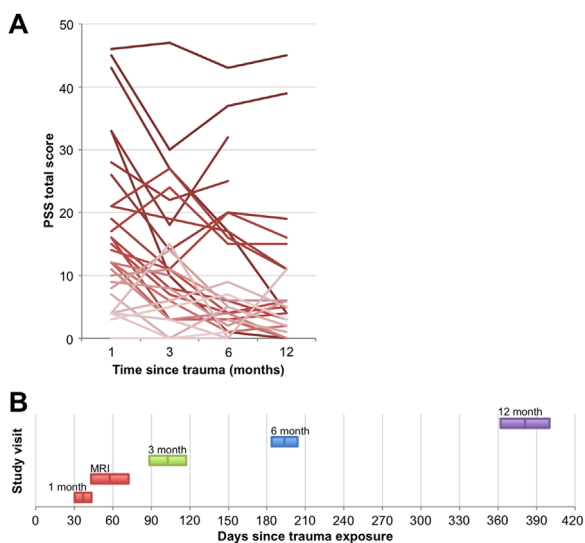 A
50
40
30
20
10
0
PSS total score
1 3 6 12
Time since trauma (months)
B
Study visit
12 month
6 month
3 month
MRI
1 month
0 30 60 90 120 150 180 210 240 270 300 330 360 390 420
Days since trauma exposure